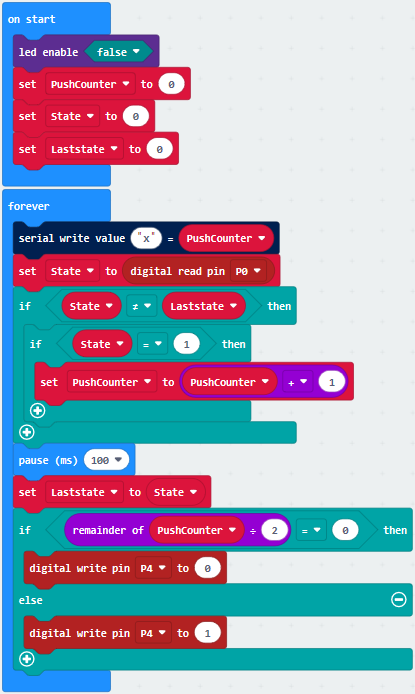 on start
led enable false
set PushCounter to 0
set State to 0
set Laststate to 0
forever
serial write value "x" = PushCounter
set State to digital read pin P0
if State ≠ Laststate then
if State = 1 then
set PushCounter to PushCounter + 1
pause (ms) 100
set Laststate to State
if remainder of PushCounter ÷ 2 = 0 then
digital write pin P4 to 0
else
digital write pin P4 to 1